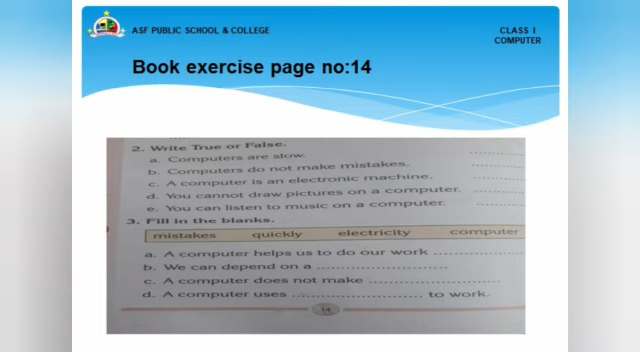 ASF PUBLIC SCHOOL & COLLEGE
CLASS I
COMPUTER
Book exercise page no:14
2. Write True or False.
a. Computers are slow.
b. Computers do not make mistakes.
c. A computer is an electronic machine.
d. You cannot draw pictures on a computer.
e. You can listen to music on a computer.
3. Fill in the blanks.
mistakes quickly electricity computer
a. A computer helps us to do our work
b. We can depend on a
c. A computer does not make
d. A computer uses to work.
14